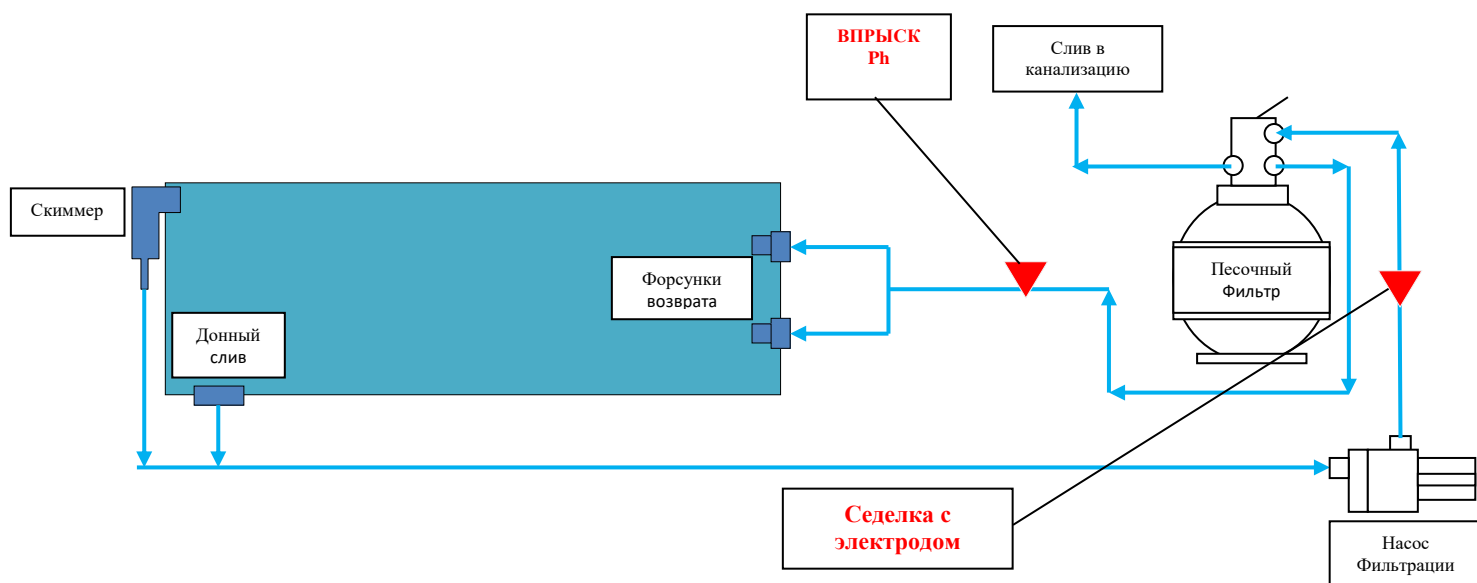 ВПРЫСК
Ph
Слив в
канализацию
Скиммер
Форсунки
возврата
Песочный
Фильтр
Донный
слив
Седелка с
электродом
Насос
Фильтрации